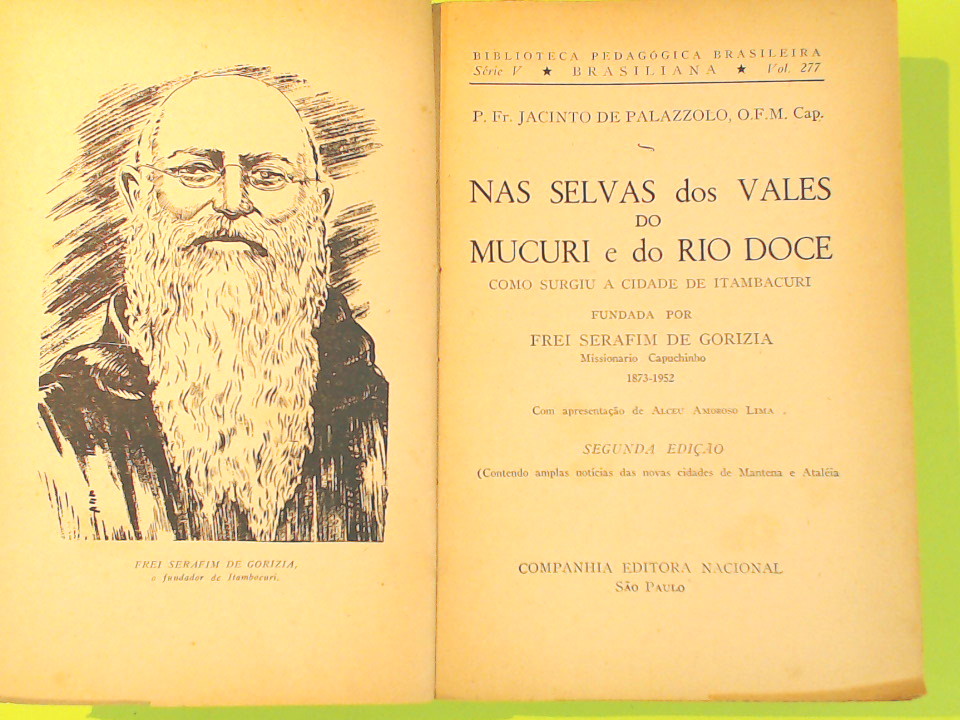 FREI SERAFIM DE GORIZIA,
o fundador de Itambacuri.
BIBLIOTECA PEDAGÓGICA BRASILEIRA
Série V ★ BRASILIANA ★ Vol. 277
P. Fr. JACINTO DE PALAZZOLO, O.F.M. Cap.
NAS SELVAS dos VALES
DO
MUCURI e do RIO DOCE
COMO SURGIU A CIDADE DE ITAMBACURI
FUNDADA POR
FREI SERAFIM DE GORIZIA
Missionario Capuchinho
1873-1952
Com apresentação de ALCEU AMOROSO LIMA .
SEGUNDA EDIÇÃO
(Contendo amplas notícias das novas cidades de Mantena e Ataléia
COMPANHIA EDITORA NACIONAL
SÃO PAULO